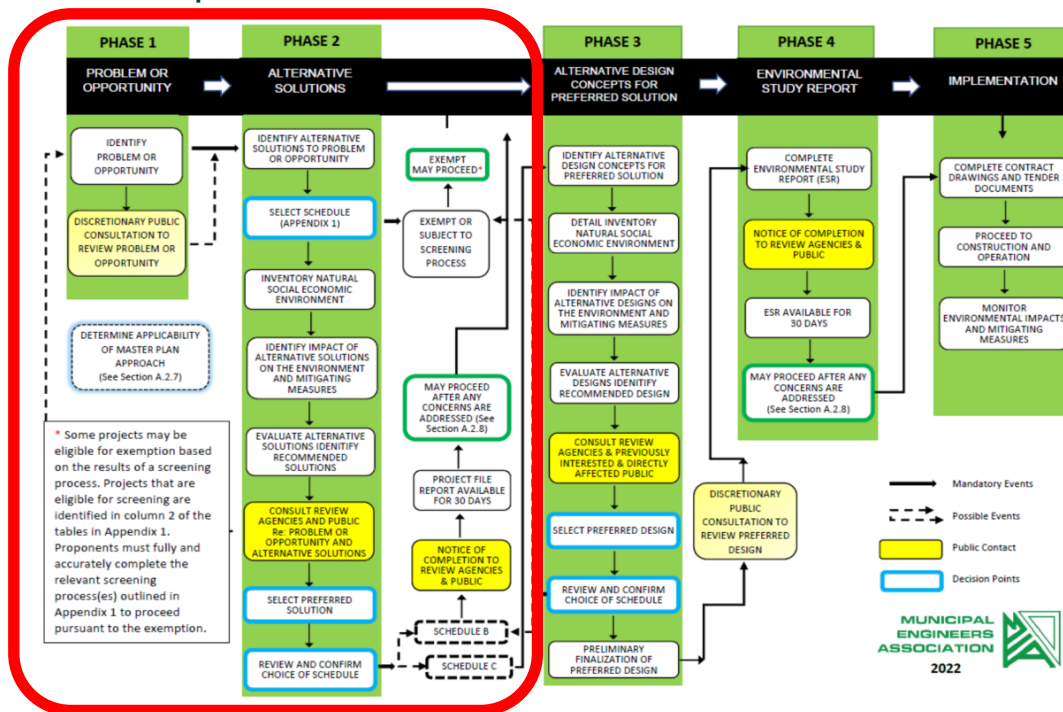 PHASE 1
PROBLEM OR
OPPORTUNITY
IDENTIFY
PROBLEM OR
OPPORTUNITY
DISCRETIONARY PUBLIC
CONSULTATION TO
REVIEW PROBLEM OR
OPPORTUNITY
DETERMINE APPLICABILITY
OF MASTER PLAN
APPROACH
(See Section A.2.7)
* Some projects may be
eligible for exemption based
on the results of a screening
process. Projects that are
eligible for screening are
identified in column 2 of the
tables in Appendix 1.
Proponents must fully and
accurately complete the
relevant screening
process(es) outlined in
Appendix 1 to proceed
pursuant to the exemption.
PHASE 2
ALTERNATIVE
SOLUTIONS
IDENTIFY ALTERNATIVE
SOLUTIONS TO PROBLEM
OR OPPORTUNITY
SELECT SCHEDULE
(APPENDIX 1)
INVENTORY NATURAL
SOCIAL ECONOMIC
ENVIRONMENT
IDENTIFY IMPACT OF
ALTERNATIVE SOLUTIONS
ON THE ENVIRONMENT
AND MITIGATING
MEASURES
EVALUATE ALTERNATIVE
SOLUTIONS IDENTIFY
RECOMMENDED
SOLUTIONS
CONSULT REVIEW
AGENCIES AND PUBLIC
Re: PROBLEM OR
OPPORTUNITY AND
ALTERNATIVE SOLUTIONS
SELECT PREFERRED
SOLUTION
REVIEW AND CONFIRM
CHOICE OF SCHEDULE
EXEMPT
MAY PROCEED*
EXEMPT OR
SUBJECT TO
SCREENING
PROCESS
MAY PROCEED
AFTER ANY
CONCERNS ARE
ADDRESSED (See
Section A.2.8)
PROJECT FILE
REPORT AVAILABLE
FOR 30 DAYS
NOTICE OF
COMPLETION TO
REVIEW AGENCIES
& PUBLIC
SCHEDULE B
SCHEDULE C
PHASE 3
ALTERNATIVE DESIGN
CONCEPTS FOR
PREFERRED SOLUTION
IDENTIFY ALTERNATIVE
DESIGN CONCEPTS FOR
PREFERRED SOLUTION
DETAIL INVENTORY
NATURAL SOCIAL
ECONOMIC ENVIRONMENT
IDENTIFY IMPACT OF
ALTERNATIVE DESIGNS ON
THE ENVIRONMENT AND
MITIGATING MEASURES
EVALUATE ALTERNATIVE
DESIGNS IDENITIFY
RECOMMENDED DESIGN
CONSULT REVIEW
AGENCIES & PREVIOUSLY
INTERESTED & DIRECTLY
AFFECTED PUBLIC
SELECT PREFERRED DESIGN
REVIEW AND CONFIRM
CHOICE OF SCHEDULE
PRELIMINARY
FINALIZATION OF
PREFERRED DESIGN
DISCRETIONARY
PUBLIC
CONSULTATION TO
REVIEW PREFERRED
DESIGN
PHASE 4
ENVIRONMENTAL
STUDY REPORT
COMPLETE
ENVIRONMENTAL STUDY
REPORT (ESR)
NOTICE OF COMPLETION
TO REVIEW AGENCIES &
PUBLIC
ESR AVAILABLE FOR
30 DAYS
MAY PROCEED AFTER ANY
CONCERNS ARE
ADDRESSED
(See Section A.2.8)
PHASE 5
IMPLEMENTATION
COMPLETE CONTRACT
DRAWINGS AND TENDER
DOCUMENTS
PROCEED TO
CONSTRUCTION AND
OPERATION
MONITOR
ENVIRONMENTAL IMPACTS
AND MITIGATING
MEASURES
Mandatory Events
Possible Events
Public Contact
Decision Points
MUNICIPAL
ENGINEERS
ASSOCIATION
2022